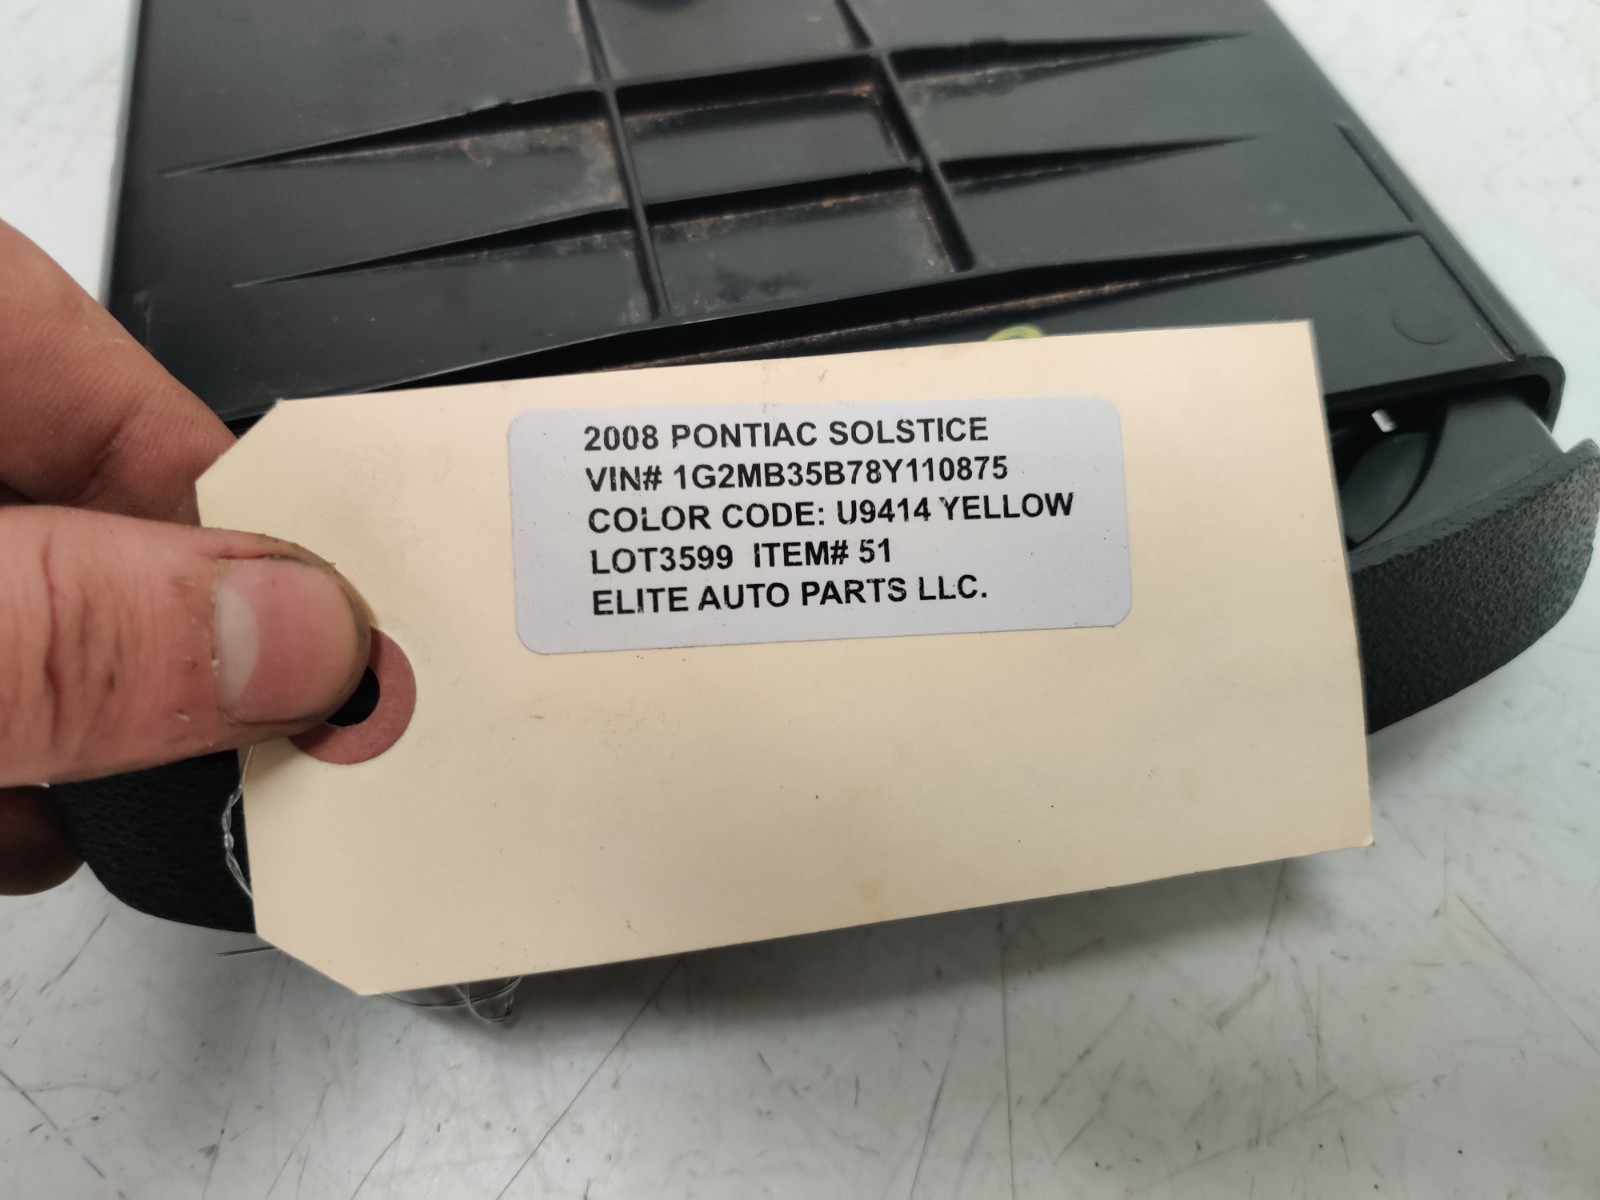 2008 PONTIAC SOLSTICE
VIN# 1G2MB35B78Y110875
COLOR CODE: U9414 YELLOW
LOT3599 ITEM# 51
ELITE AUTO PARTS LLC.